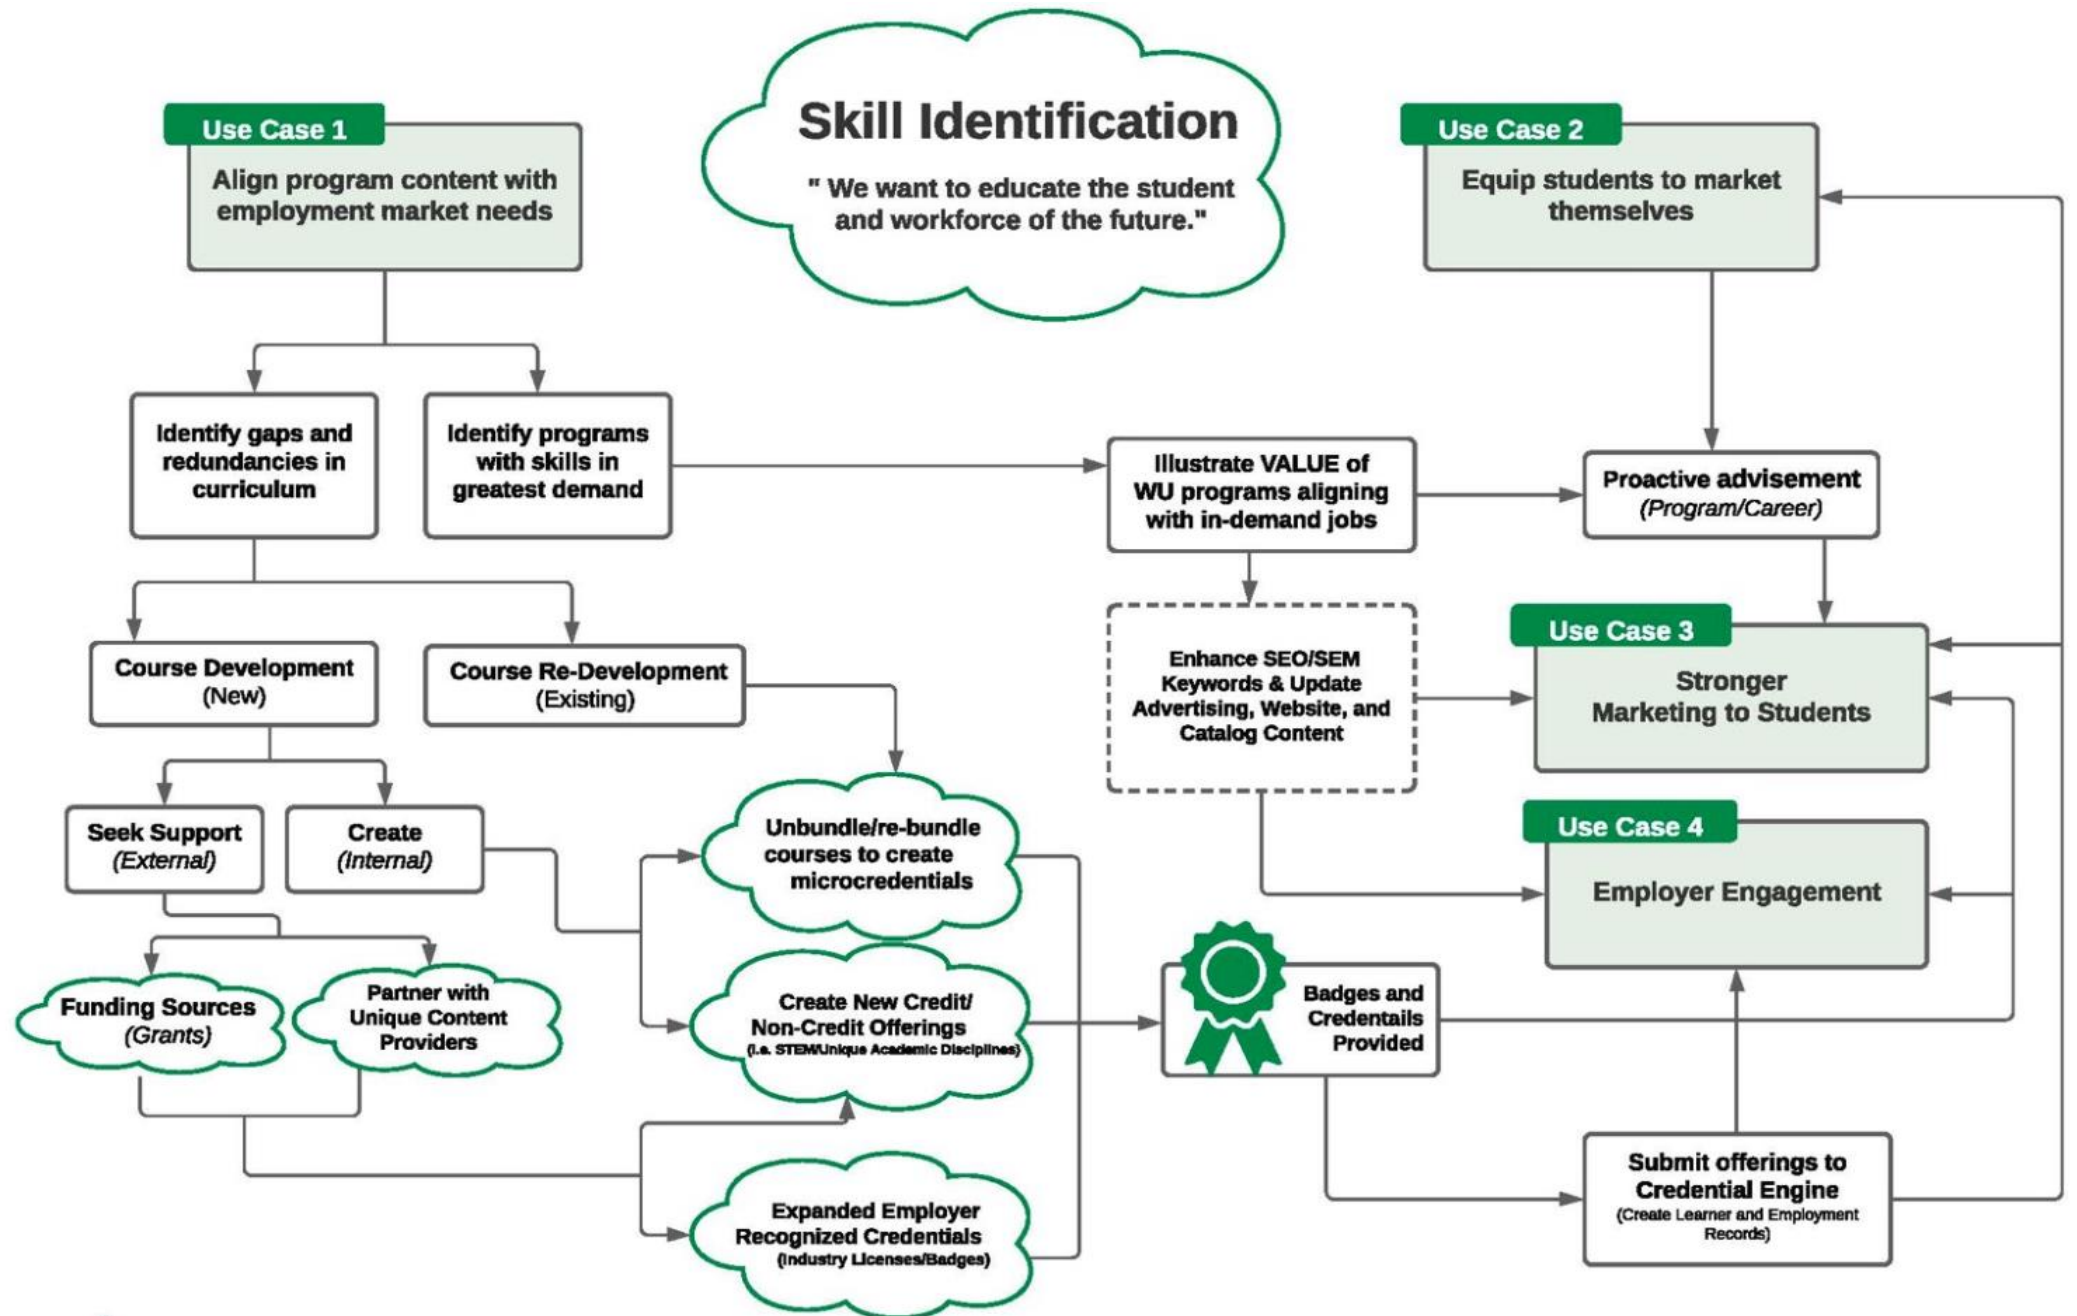 Skill Identification
" We want to educate the student
and workforce of the future."
Use Case 1
Align program content with
employment market needs
Use Case 2
Equip students to market
themselves
Identify gaps and
redundancies in
curriculum
Identify programs
with skills in
greatest demand
Illustrate VALUE of
WU programs aligning
with in-demand jobs
Proactive advisement
(Program/Career)
Course Development
(New)
Course Re-Development
(Existing)
Enhance SEO/SEM
Keywords & Update
Advertising, Website, and
Catalog Content
Use Case 3
Stronger
Marketing to Students
Seek Support
(External)
Create
(Internal)
Unbundle/re-bundle
courses to create
microcredentials
Use Case 4
Employer Engagement
Funding Sources
(Grants)
Partner with
Unique Content
Providers
Create New Credit/
Non-Credit Offerings
(i.e. STEM/Unique Academic Disciplines)
Badges and
Credentails
Provided
Expanded Employer
Recognized Credentials
(Industry Licenses/Badges)
Submit offerings to
Credential Engine
(Create Learner and Employment
Records)